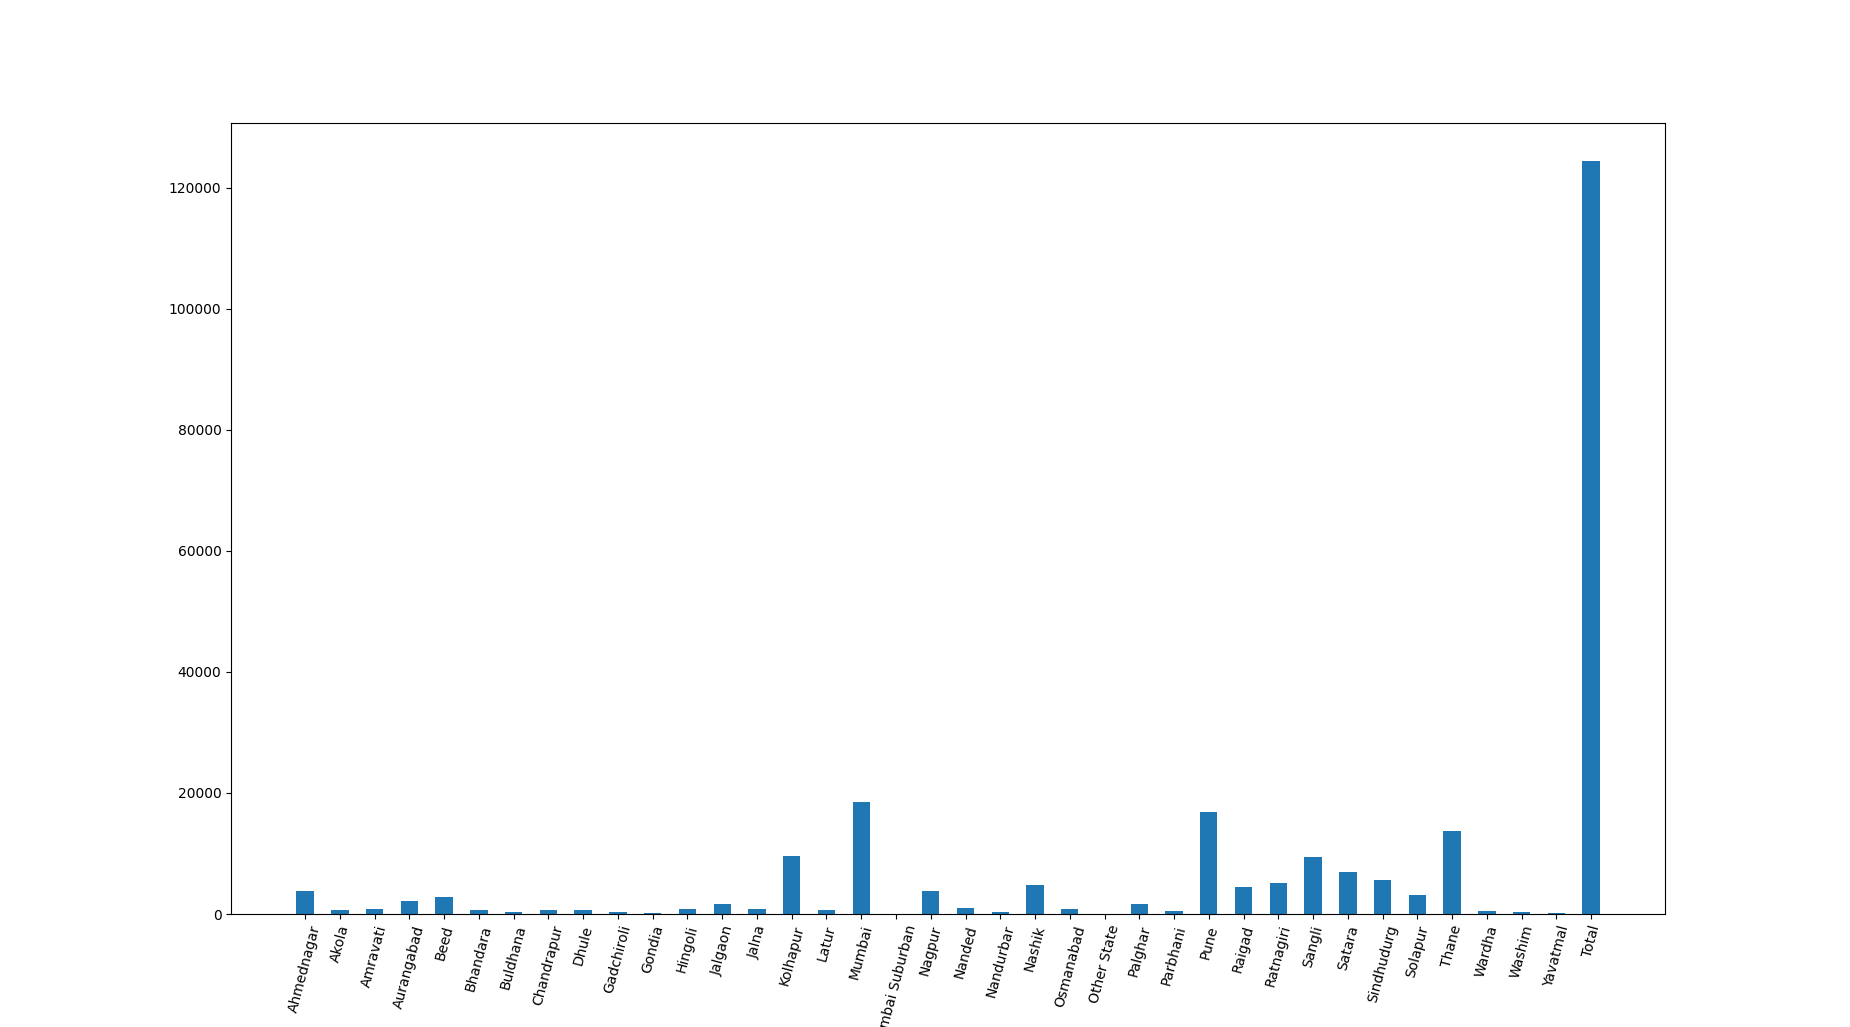 120000
100000
80000
60000
40000
20000
0
Ahmednagar
Akola
Amravati
Aurangabad
Beed
Bhandara
Buldhana
Chandrapur
Dhule
Gadchiroli
Gondia
Hingoli
Jalgaon
Jalna
Kolhapur
Latur
Mumbai
mbai Suburban
Nagpur
Nanded
Nandurbar
Nashik
Osmanabad
Other State
Palghar
Parbhani
Pune
Raigad
Ratnagiri
Sangli
Satara
Sindhudurg
Solapur
Thane
Wardha
Washim
Yavatmal
Total